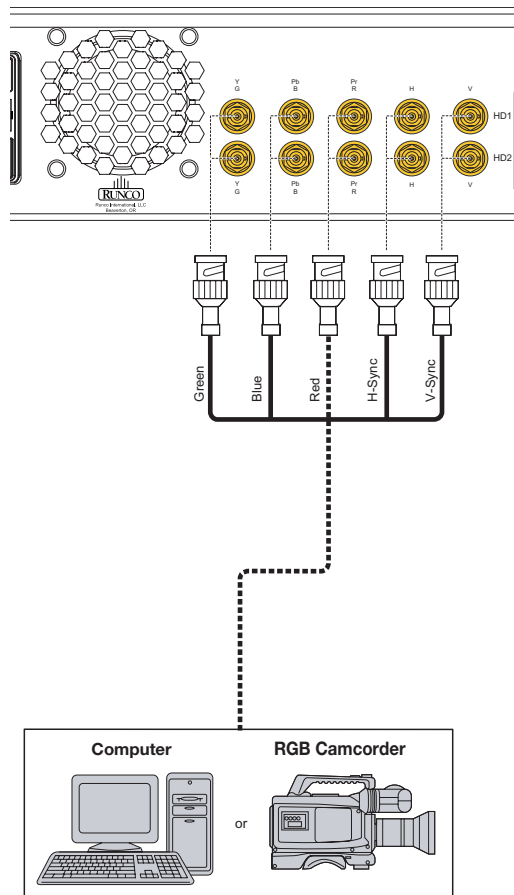 Y Pb Pr
G B R H V
HD1
HD2
Y Pb Pr
G B R H V
RUNCO
Runco International, LLC
Beaverton, OR
Green
Blue
Red
H-Sync
V-Sync
Computer
RGB Camcorder
or